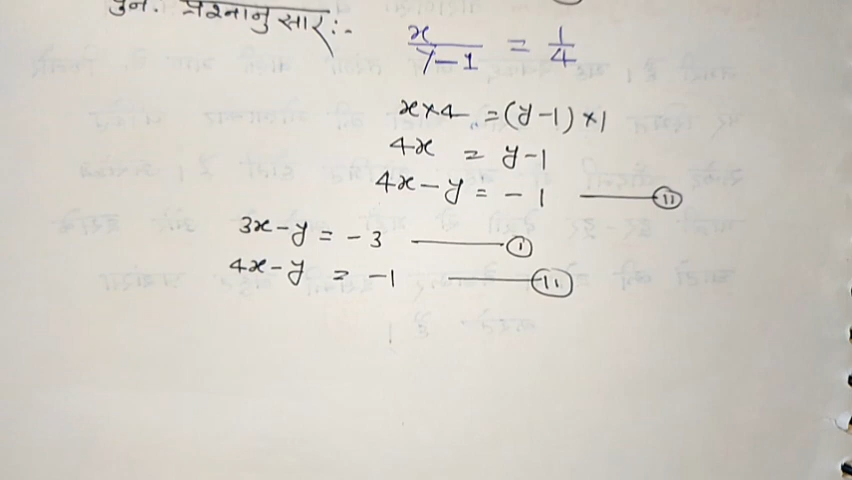 पुनः प्रश्नानुसार:-
x/y-1 = 1/4
x×4 = (y-1)×1
4x = y-1
4x-y = -1 —— (ii)
3x-y = -3 —— (i)
4x-y = -1 —— (ii)